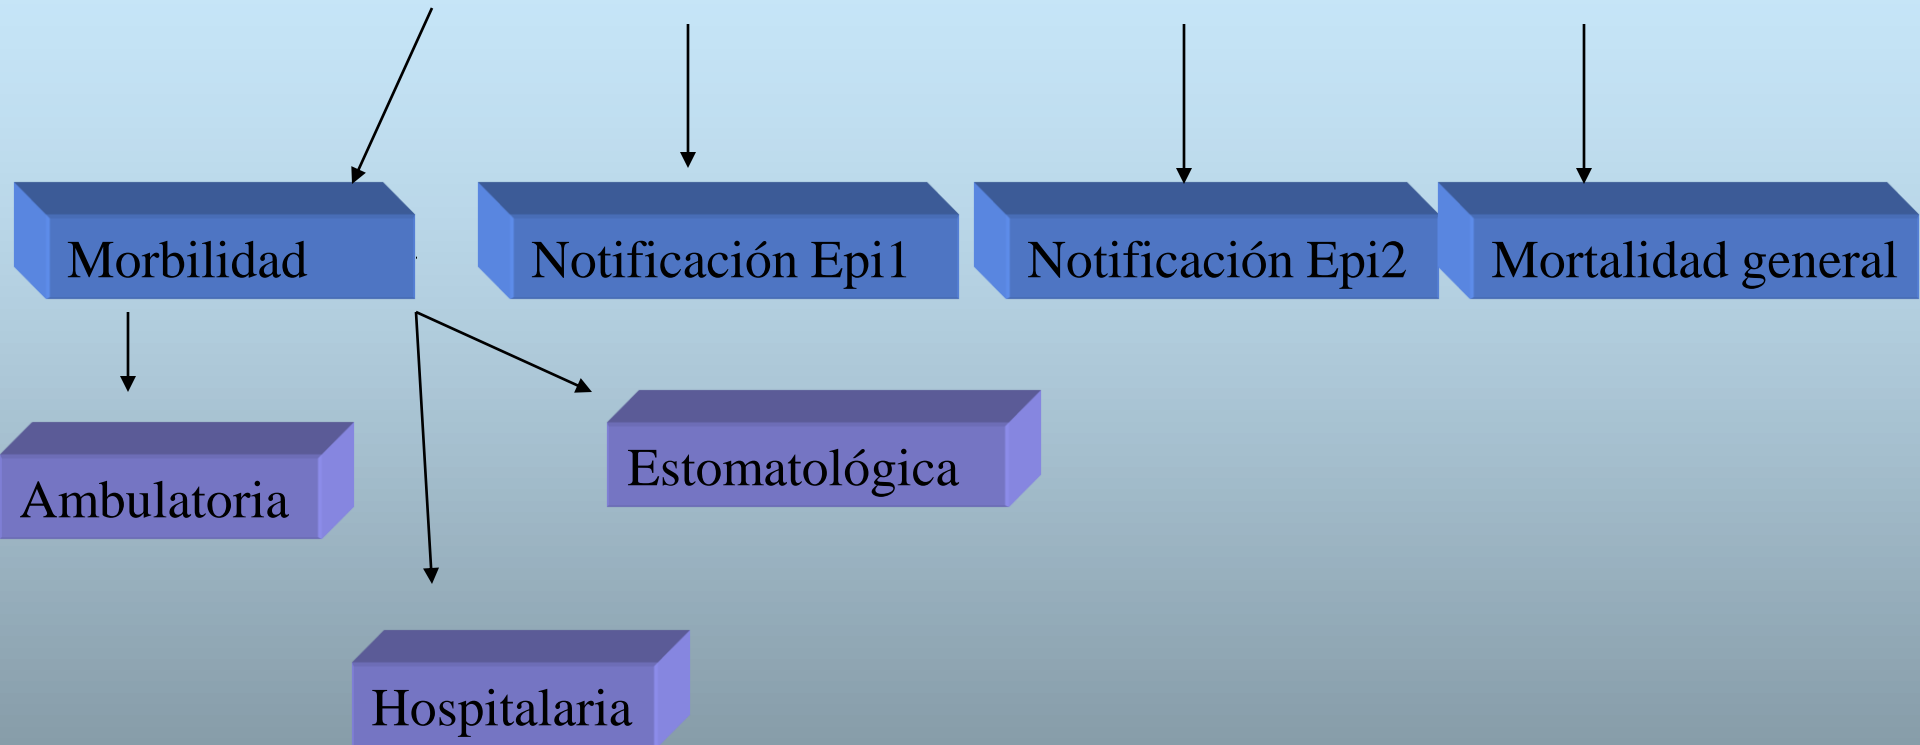 Morbilidad
Notificación Epi1
Notificación Epi2
Mortalidad general
Ambulatoria
Estomatológica
Hospitalaria